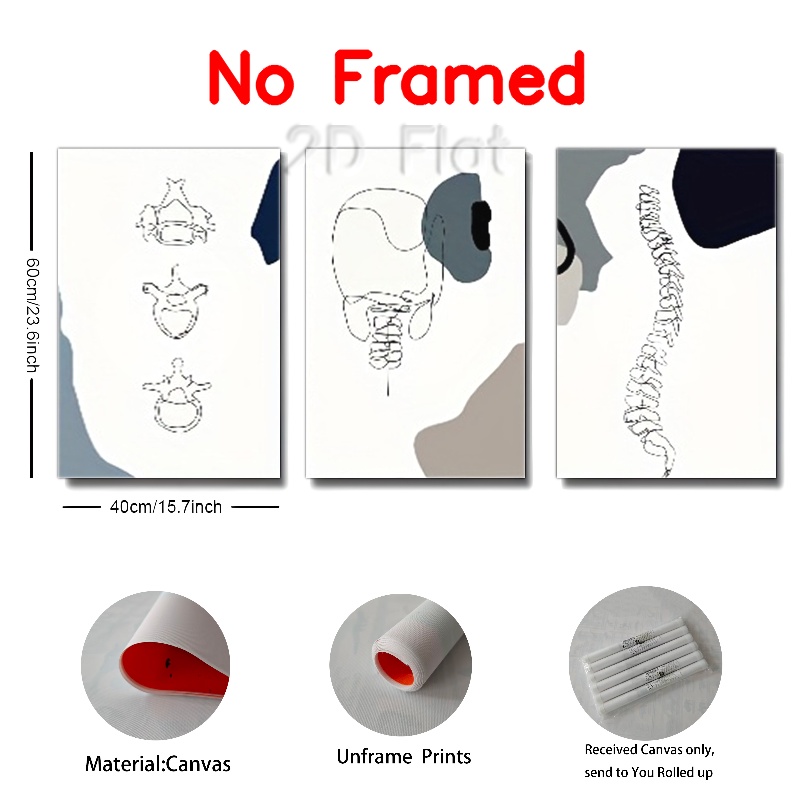 No Framed
2D Flat
60cm/23.6inch
40cm/15.7inch
Material:Canvas
Unframe Prints
Received Canvas only,
send to You Rolled up